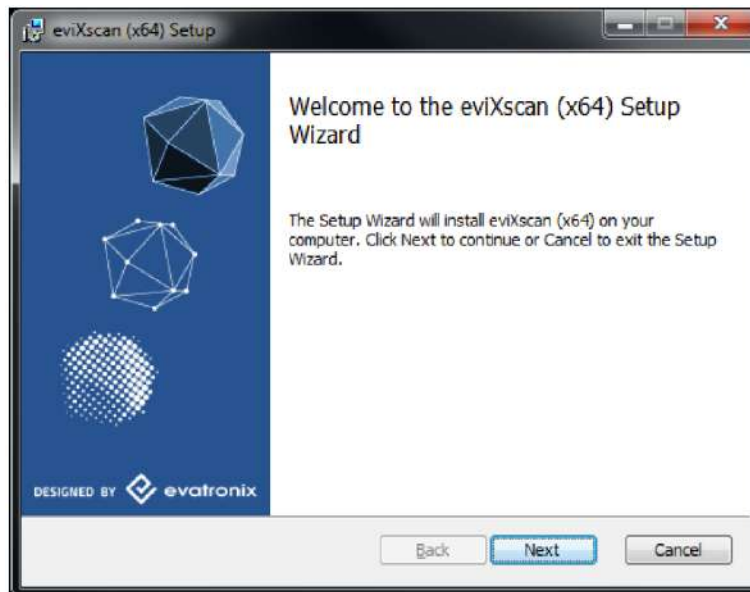 eviXscan (x64) Setup
Welcome to the eviXscan (x64) Setup
Wizard
The Setup Wizard will install eviXscan (x64) on your
computer. Click Next to continue or Cancel to exit the Setup
Wizard.
DESIGNED BY evatronix
Back Next Cancel